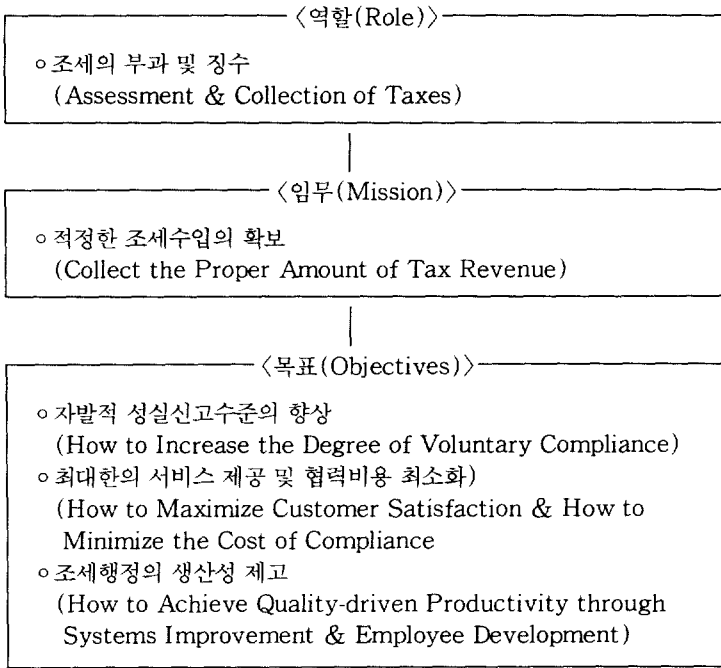 〈역할(Role)〉
ㅇ조세의 부과 및 징수
(Assessment & Collection of Taxes)
〈임무(Mission)〉
ㅇ적정한 조세수입의 확보
(Collect the Proper Amount of Tax Revenue)
〈목표(Objectives)〉
ㅇ자발적 성실신고수준의 향상
(How to Increase the Degree of Voluntary Compliance)
ㅇ최대한의 서비스 제공 및 협력비용 최소화)
(How to Maximize Customer Satisfaction & How to
Minimize the Cost of Compliance
ㅇ조세행정의 생산성 제고
(How to Achieve Quality-driven Productivity through
Systems Improvement & Employee Development)